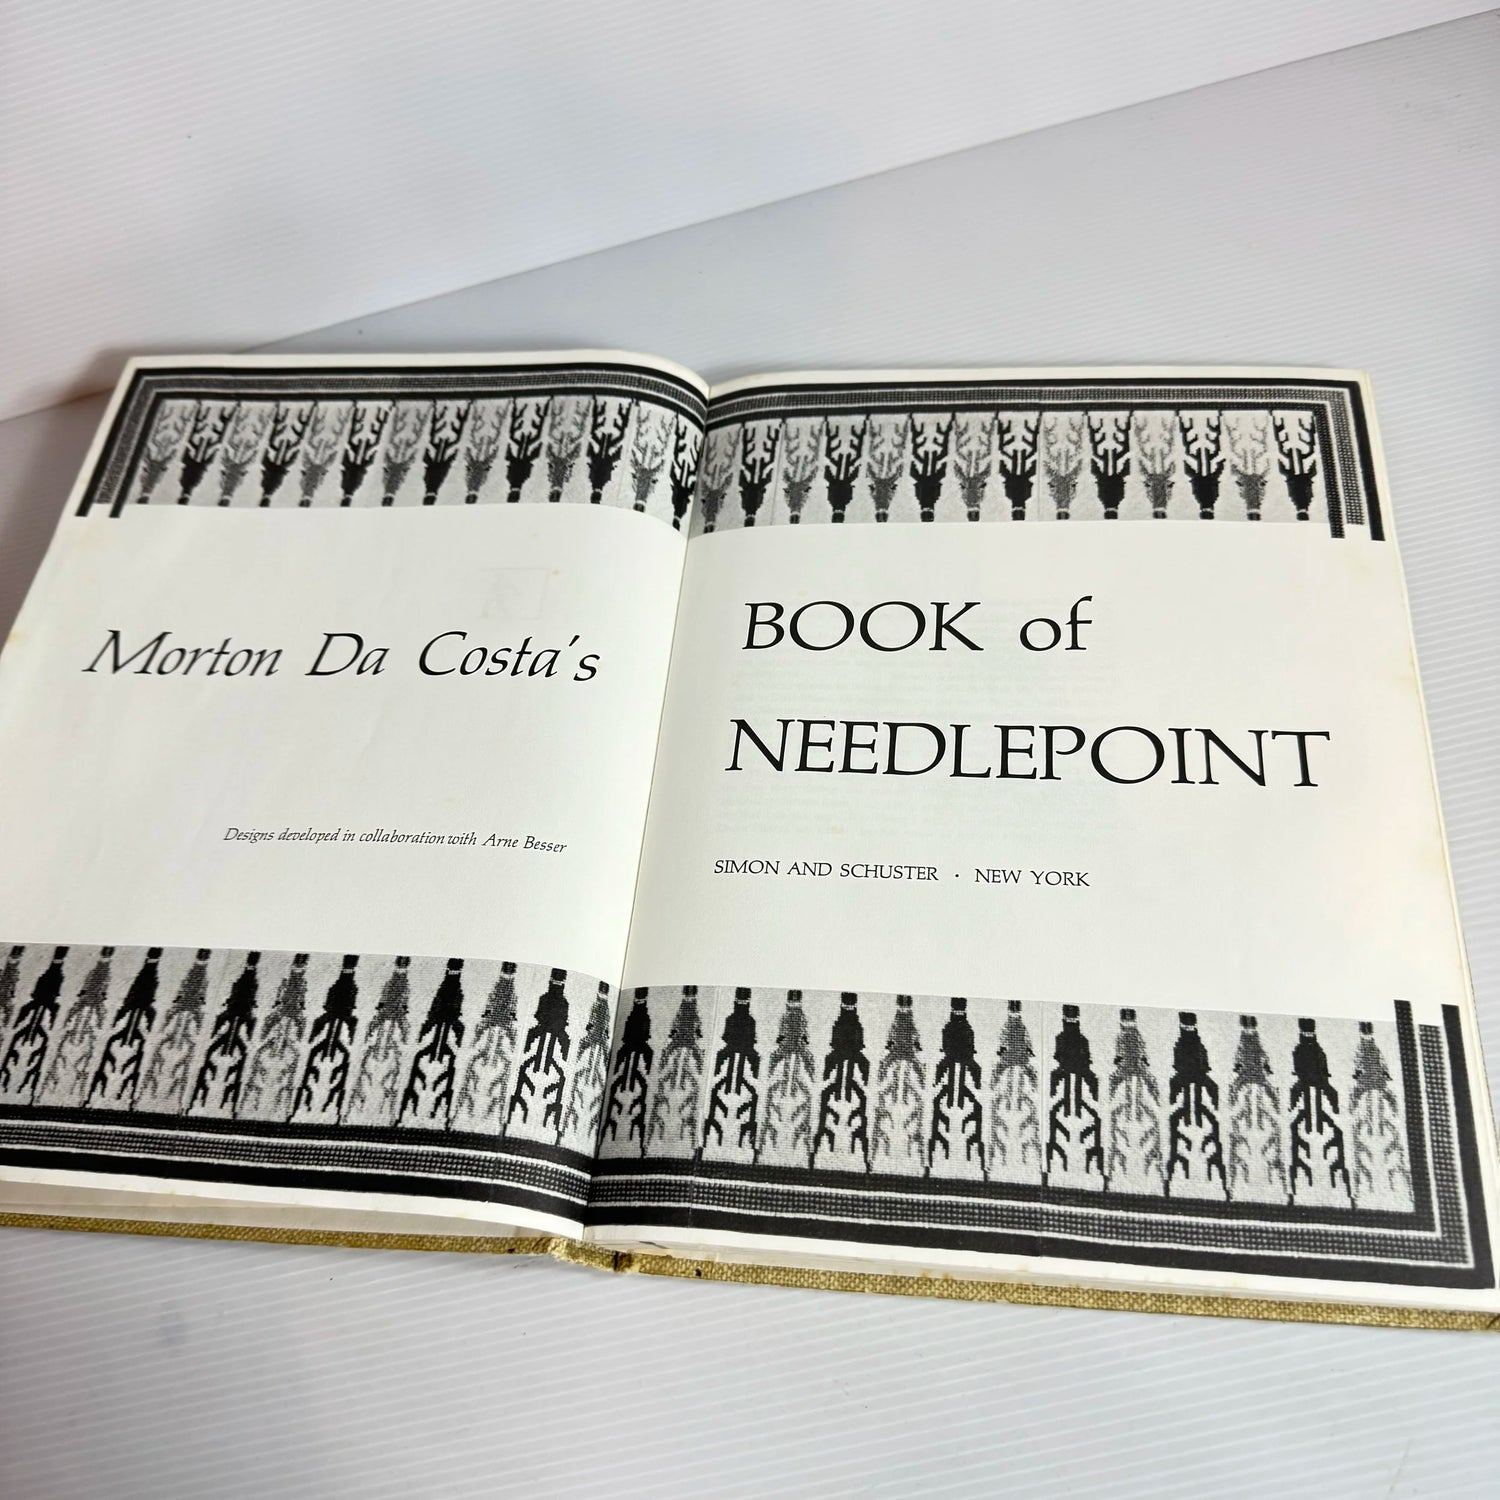 Morton Da Costa's
Designs developed in collaboration with Arne Besser
BOOK of
NEEDLEPOINT
SIMON AND SCHUSTER · NEW YORK